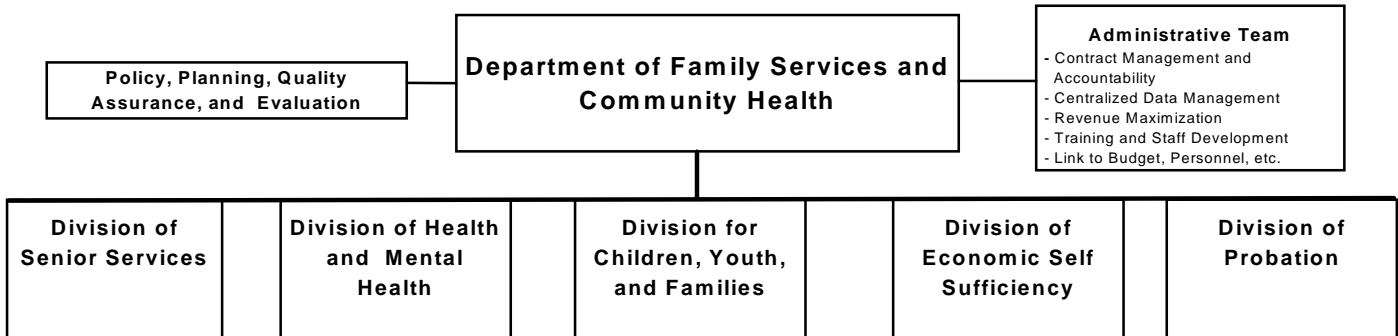 Policy, Planning, Quality
Assurance, and Evaluation
Department of Family Services and
Community Health
Administrative Team
- Contract Management and
Accountability
- Centralized Data Management
- Revenue Maximization
- Training and Staff Development
- Link to Budget, Personnel, etc.
Division of
Senior Services
Division of Health
and Mental
Health
Division for
Children, Youth,
and Families
Division of
Economic Self
Sufficiency
Division of
Probation